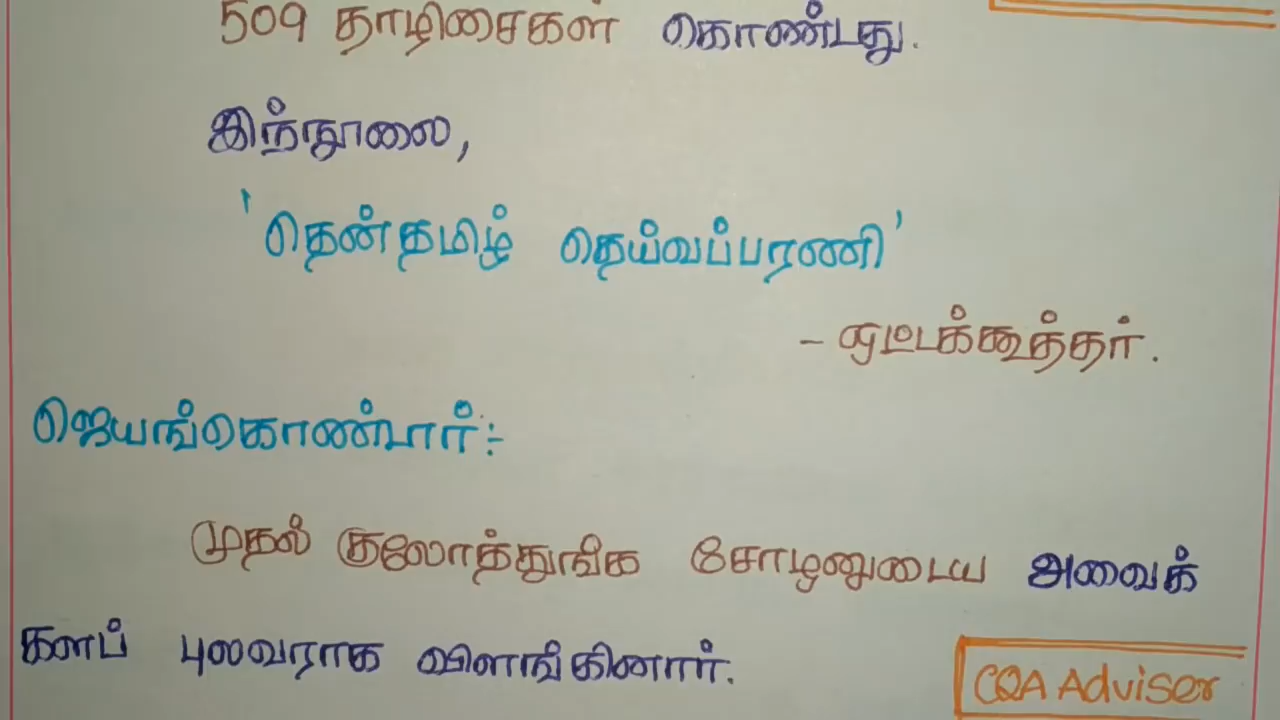 509 தாழிசைகள் கொண்டது.
இந்நூலை,
'தென்தமிழ் தெய்வப்பரணி'
- ஒட்டக்கூத்தர்.
ஜெயங்கொண்டார்:-
முதல் குலோத்துங்க சோழனுடைய அவைக்
களப் புலவராக விளங்கினார்.
CQA Adviser